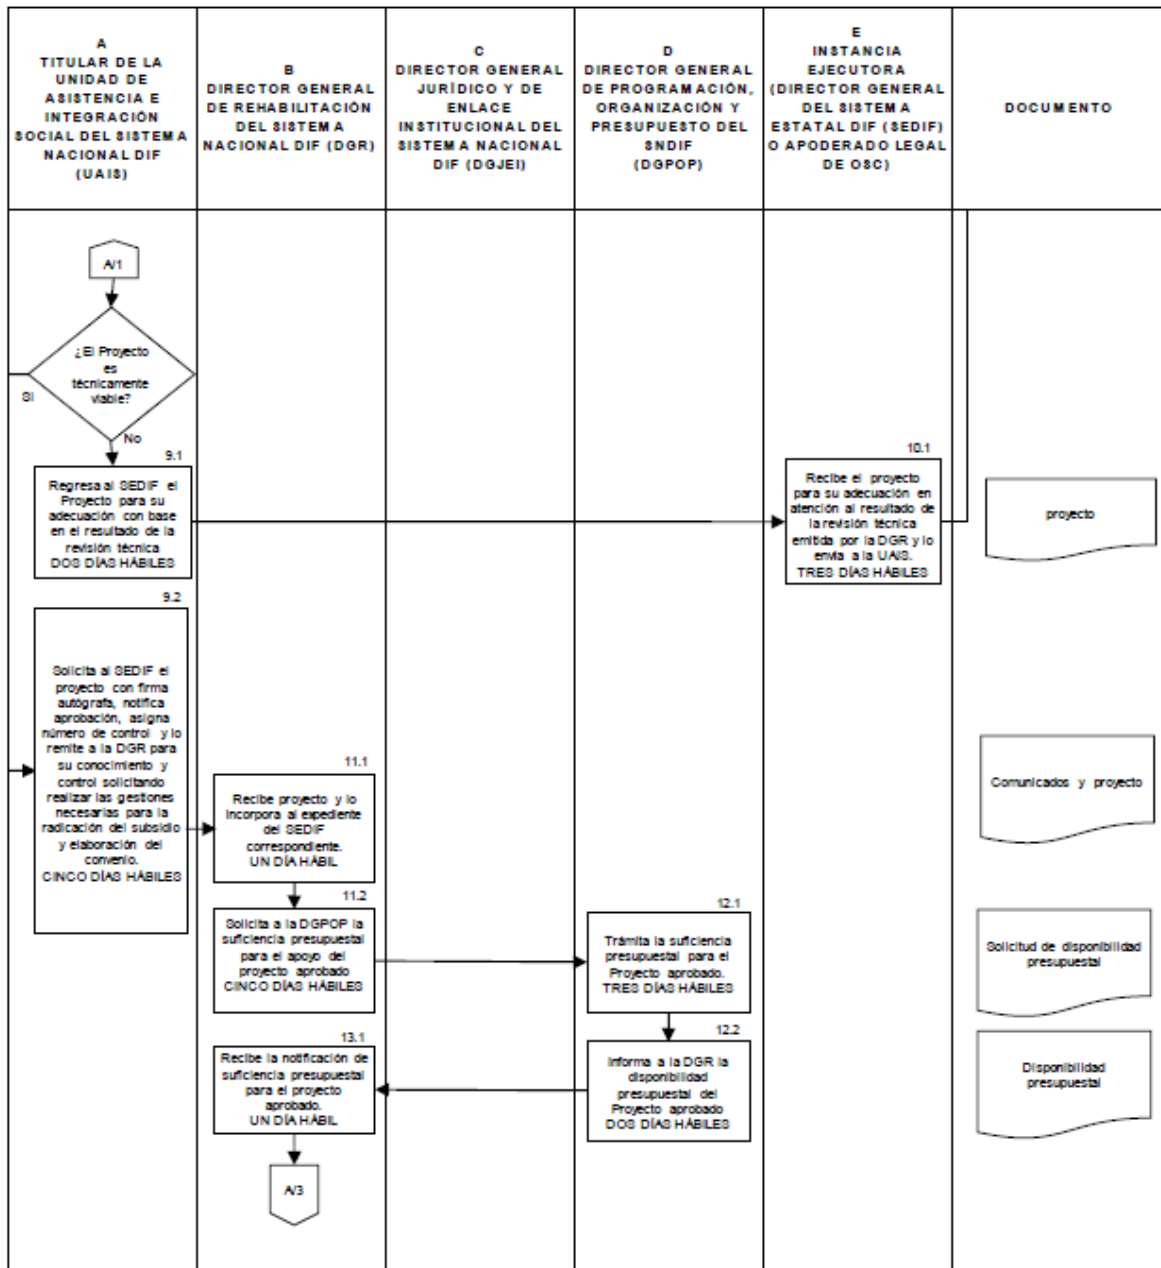 A
TITULAR DE LA
UNIDAD DE
ASISTENCIA E
INTEGRACIÓN
SOCIAL DEL SISTEMA
NACIONAL DIF
(UAIS)
B
DIRECTOR GENERAL
DE REHABILITACIÓN
DEL SISTEMA
NACIONAL DIF (DGR)
C
DIRECTOR GENERAL
JURÍDICO Y DE
ENLACE
INSTITUCIONAL DEL
SISTEMA NACIONAL
DIF (DGJEI)
D
DIRECTOR GENERAL
DE PROGRAMACIÓN,
ORGANIZACIÓN Y
PRESUPUESTO DEL
SNDIF
(DGPOP)
E
INSTANCIA
EJECUTORA
(DIRECTOR GENERAL
DEL SISTEMA
ESTATAL DIF (SEDIF)
O APODERADO LEGAL
DE OSC)
DOCUMENTO
A/1
¿El Proyecto
es
técnicamente
viable?
Si
No
9.1
Regresa al SEDIF el
Proyecto para su
adecuación con base
en el resultado de la
revisión técnica
DOS DÍAS HÁBILES
10.1
Recibe el proyecto
para su adecuación en
atención al resultado de
la revisión técnica
emitida por la DGR y lo
envía a la UAIS.
TRES DÍAS HÁBILES
proyecto
9.2
Solicita al SEDIF el
proyecto con firma
autógrafa, notifica
aprobación, asigna
número de control y lo
remite a la DGR para
su conocimiento y
control solicitando
realizar las gestiones
necesarias para la
radicación del subsidio
y elaboración del
convenio.
CINCO DÍAS HÁBILES
11.1
Recibe proyecto y lo
incorpora al expediente
del SEDIF
correspondiente.
UN DÍA HÁBIL
Comunicados y proyecto
11.2
Solicita a la DGPOP la
suficiencia presupuestal
para el apoyo del
proyecto aprobado
CINCO DÍAS HÁBILES
12.1
Trámita la suficiencia
presupuestal para el
Proyecto aprobado.
TRES DÍAS HÁBILES
Solicitud de disponibilidad
presupuestal
13.1
Recibe la notificación de
suficiencia presupuestal
para el proyecto
aprobado.
UN DÍA HÁBIL
12.2
Informa a la DGR la
disponibilidad
presupuestal del
Proyecto aprobado
DOS DÍAS HÁBILES
Disponibilidad
presupuestal
A/3